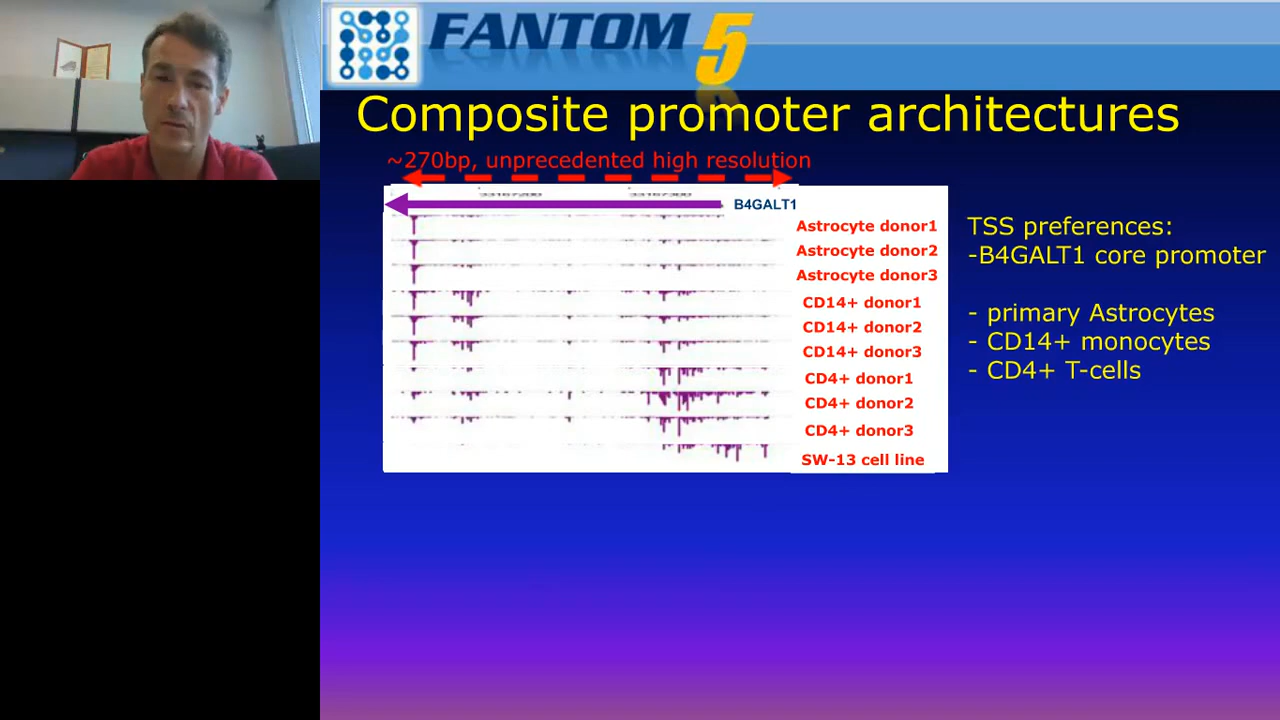 FANTOM 5
Composite promoter architectures
~270bp, unprecedented high resolution
B4GALT1
Astrocyte donor1
Astrocyte donor2
Astrocyte donor3
CD14+ donor1
CD14+ donor2
CD14+ donor3
CD4+ donor1
CD4+ donor2
CD4+ donor3
SW-13 cell line
TSS preferences:
-B4GALT1 core promoter
- primary Astrocytes
- CD14+ monocytes
- CD4+ T-cells